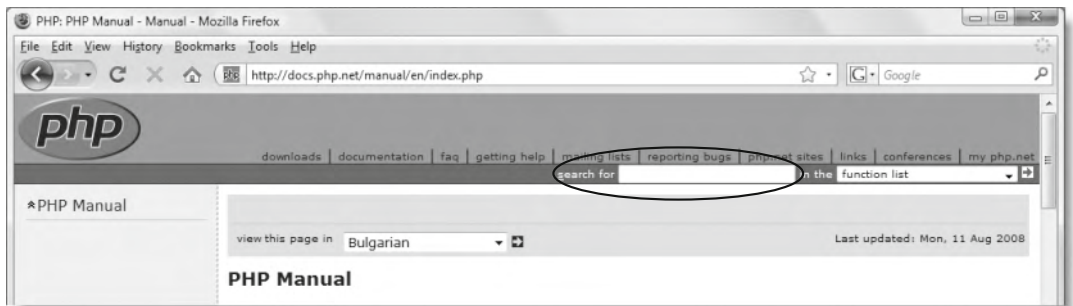 PHP: PHP Manual - Manual - Mozilla Firefox
File Edit View History Bookmarks Tools Help
php http://docs.php.net/manual/en/index.php G Google
php
downloads | documentation | faq | getting help | mailing lists | reporting bugs | php.net sites | links | conferences | my php.net
search for in the function list
PHP Manual
view this page in Bulgarian Last updated: Mon, 11 Aug 2008
PHP Manual